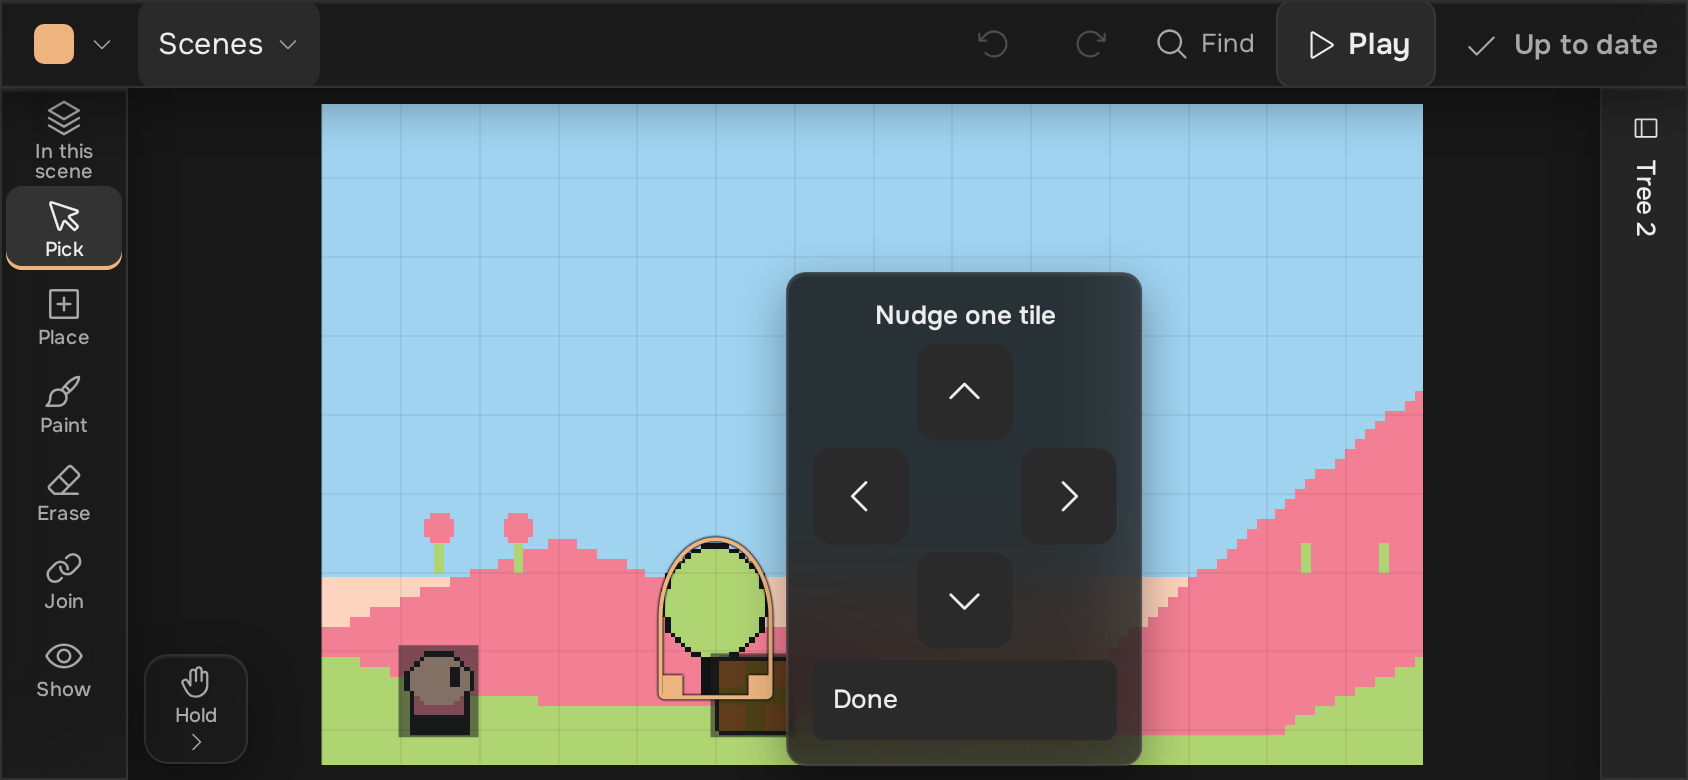 Scenes
Find
Play
Up to date
In this
scene
Pick
Place
Paint
Erase
Join
Show
Hold
Nudge one tile
Done
Tree 2